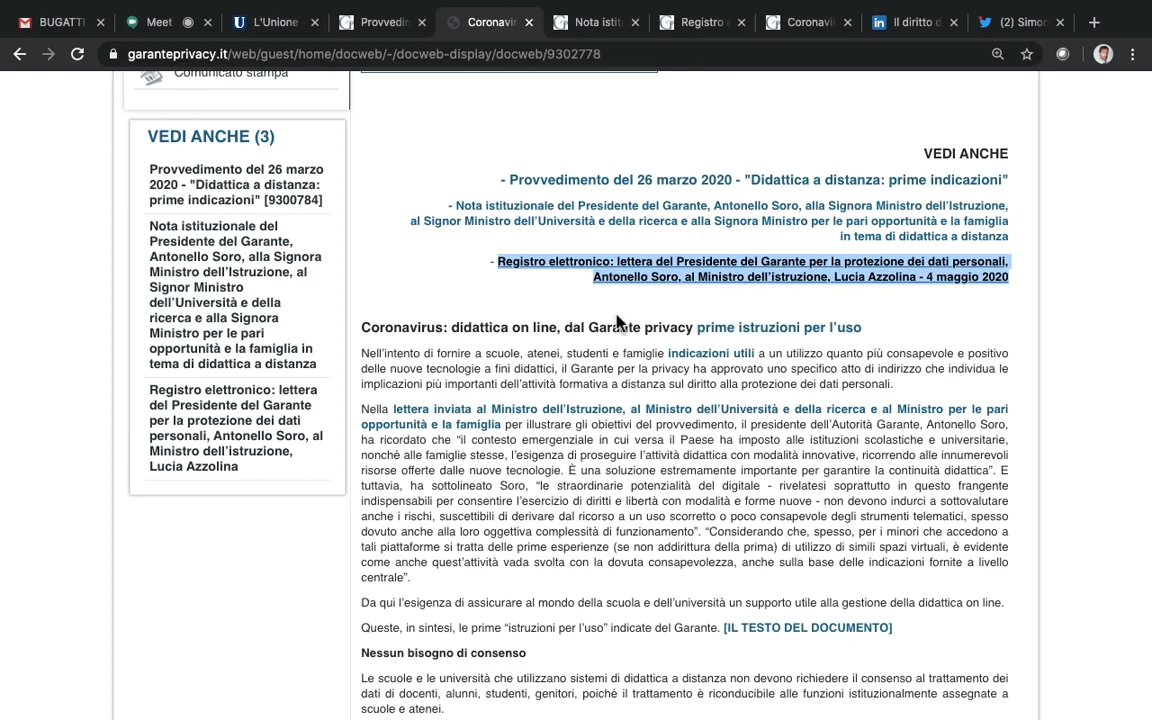 BUGATTI
Meet
L'Unione
Provvedim
Coronavir
Nota istitu
Registro e
Coronavir
Il diritto d
(2) Simon
garanteprivacy.it/web/guest/home/docweb/-/docweb-display/docweb/9302778
Comunicato stampa
VEDI ANCHE (3)
Provvedimento del 26 marzo
2020 - "Didattica a distanza:
prime indicazioni" [9300784]
Nota istituzionale del
Presidente del Garante,
Antonello Soro, alla Signora
Ministro dell'Istruzione, al
Signor Ministro
dell'Università e della
ricerca e alla Signora
Ministro per le pari
opportunità e la famiglia in
tema di didattica a distanza
Registro elettronico: lettera
del Presidente del Garante
per la protezione dei dati
personali, Antonello Soro, al
Ministro dell'istruzione,
Lucia Azzolina
VEDI ANCHE
- Provvedimento del 26 marzo 2020 - "Didattica a distanza: prime indicazioni"
- Nota istituzionale del Presidente del Garante, Antonello Soro, alla Signora Ministro dell'Istruzione,
al Signor Ministro dell'Università e della ricerca e alla Signora Ministro per le pari opportunità e la famiglia
in tema di didattica a distanza
- Registro elettronico: lettera del Presidente del Garante per la protezione dei dati personali,
Antonello Soro, al Ministro dell'istruzione, Lucia Azzolina - 4 maggio 2020
Coronavirus: didattica on line, dal Garante privacy prime istruzioni per l'uso
Nell'intento di fornire a scuole, atenei, studenti e famiglie indicazioni utili a un utilizzo quanto più consapevole e positivo
delle nuove tecnologie a fini didattici, il Garante per la privacy ha approvato uno specifico atto di indirizzo che individua le
implicazioni più importanti dell'attività formativa a distanza sul diritto alla protezione dei dati personali.
Nella lettera inviata al Ministro dell'Istruzione, al Ministro dell'Università e della ricerca e al Ministro per le pari
opportunità e la famiglia per illustrare gli obiettivi del provvedimento, il presidente dell'Autorità Garante, Antonello Soro,
ha ricordato che “il contesto emergenziale in cui versa il Paese ha imposto alle istituzioni scolastiche e universitarie,
nonché alle famiglie stesse, l'esigenza di proseguire l'attività didattica con modalità innovative, ricorrendo alle innumerevoli
risorse offerte dalle nuove tecnologie. È una soluzione estremamente importante per garantire la continuità didattica”. E
tuttavia, ha sottolineato Soro, “le straordinarie potenzialità del digitale - rivelatesi soprattutto in questo frangente
indispensabili per consentire l'esercizio di diritti e libertà con modalità e forme nuove - non devono indurci a sottovalutare
anche i rischi, suscettibili di derivare dal ricorso a un uso scorretto o poco consapevole degli strumenti telematici, spesso
dovuto anche alla loro oggettiva complessità di funzionamento”. “Considerando che, spesso, per i minori che accedono a
tali piattaforme si tratta delle prime esperienze (se non addirittura della prima) di utilizzo di simili spazi virtuali, è evidente
come anche quest'attività vada svolta con la dovuta consapevolezza, anche sulla base delle indicazioni fornite a livello
centrale”.
Da qui l'esigenza di assicurare al mondo della scuola e dell'università un supporto utile alla gestione della didattica on line.
Queste, in sintesi, le prime “istruzioni per l'uso” indicate del Garante. [IL TESTO DEL DOCUMENTO]
Nessun bisogno di consenso
Le scuole e le università che utilizzano sistemi di didattica a distanza non devono richiedere il consenso al trattamento dei
dati di docenti, alunni, studenti, genitori, poiché il trattamento è riconducibile alle funzioni istituzionalmente assegnate a
scuole e atenei.